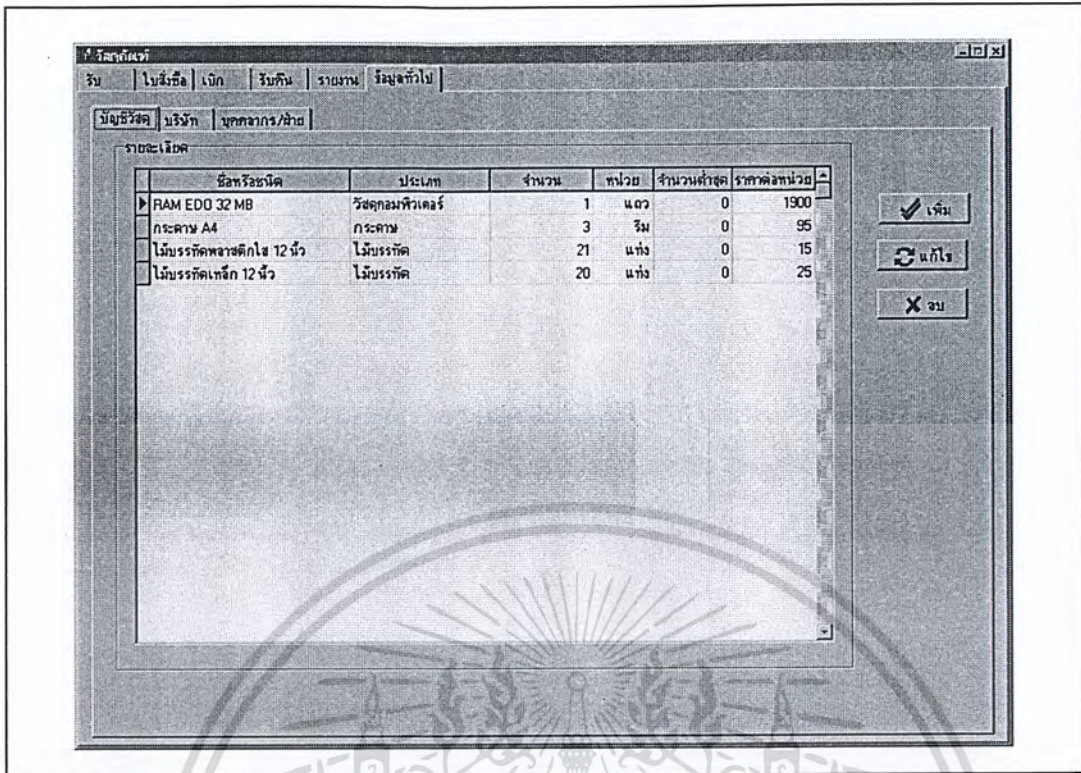 วัสดุภัณฑ์
รับ ใบสั่งซื้อ เบิก รับคืน รายงาน ข้อมูลทั่วไป
บัญชีวัสดุ บริษัท บุคคลากร/ฝ่าย
รายละเอียด
ชื่อหรือชนิด ประเภท จำนวน หน่วย จำนวนต่ำสุด ราคาต่อหน่วย
RAM EDO 32 MB วัสดุคอมพิวเตอร์ 1 แถว 0 1900
กระดาษ A4 กระดาษ 3 รีม 0 95
ไม้บรรทัดพลาสติกใส 12 นิ้ว ไม้บรรทัด 21 แท่ง 0 15
ไม้บรรทัดเหล็ก 12 นิ้ว ไม้บรรทัด 20 แท่ง 0 25
เพิ่ม
แก้ไข
ลบ